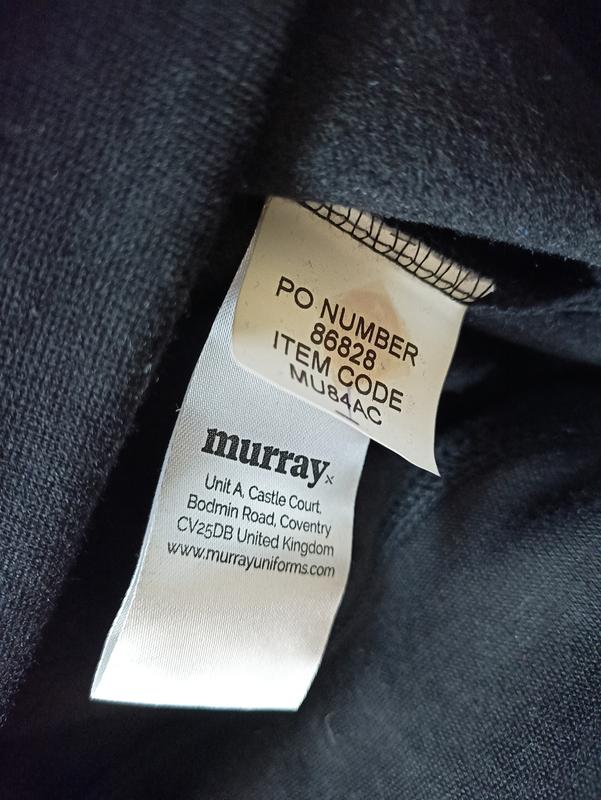 PO NUMBER
86828
ITEM CODE
MU84AC
murray
Unit A, Castle Court,
Bodmin Road, Coventry
CV25DB United Kingdom
www.murrayuniforms.com